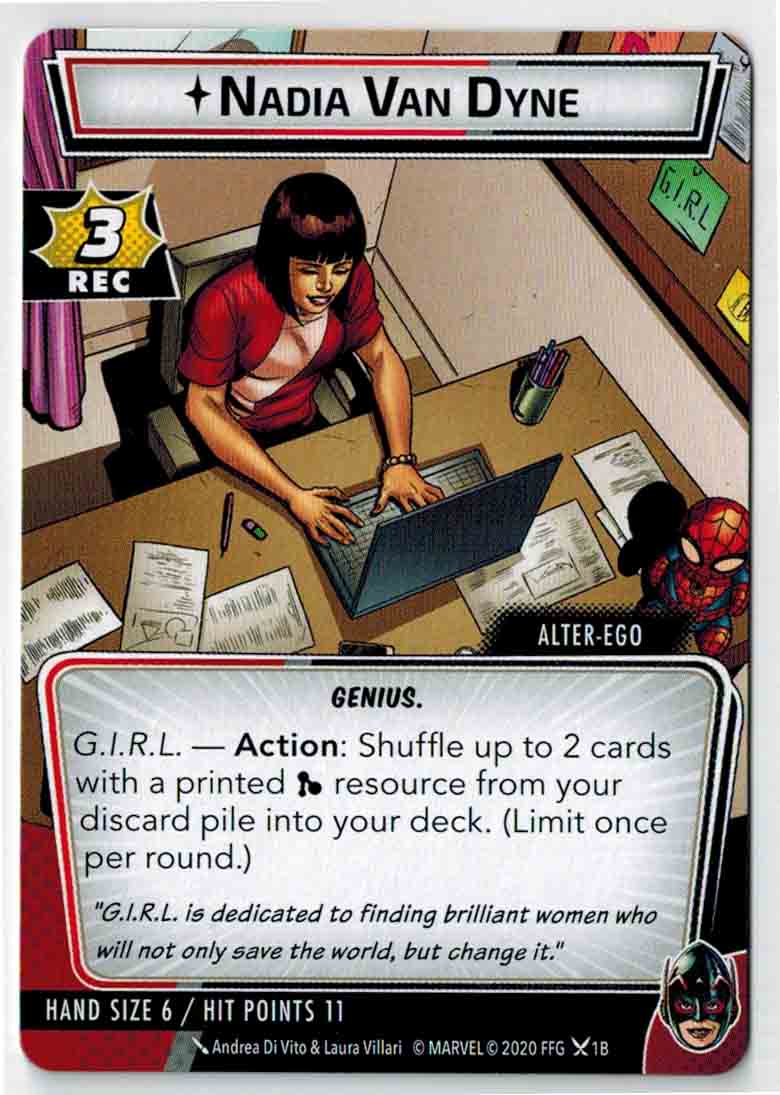 NADIA VAN DYNE
G.I.R.L
3
REC
ALTER-EGO
GENIUS.
G.I.R.L. — Action: Shuffle up to 2 cards
with a printed resource from your
discard pile into your deck. (Limit once
per round.)
"G.I.R.L. is dedicated to finding brilliant women who
will not only save the world, but change it."
HAND SIZE 6 / HIT POINTS 11
Andrea Di Vito & Laura Villari © MARVEL © 2020 FFG 1B